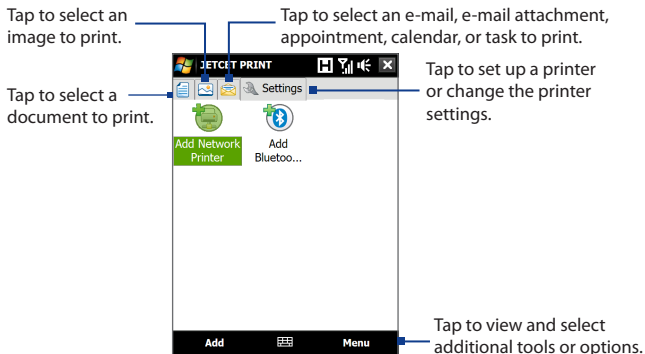 Tap to select an
image to print.
Tap to select an e-mail, e-mail attachment,
appointment, calendar, or task to print.
Tap to select a
document to print.
JETCET PRINT
H
Settings
Tap to set up a printer
or change the printer
settings.
Add Network
Printer
Add
Bluetoo...
Add
Menu
Tap to view and select
additional tools or options.